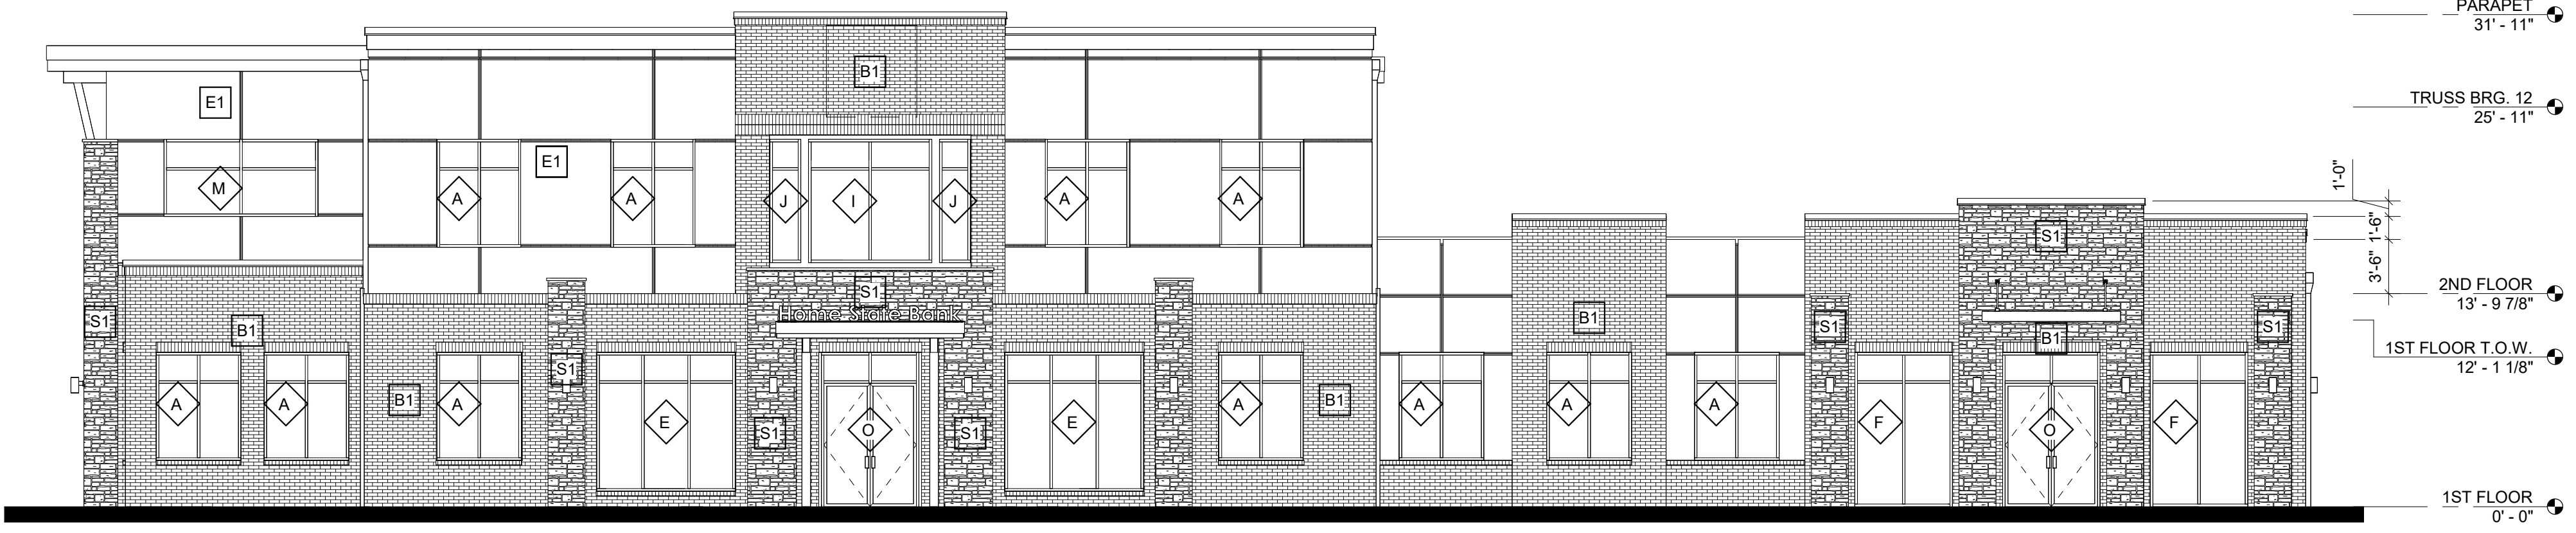 PARAPET
31' - 11"
B1
E1
TRUSS BRG. 12
25' - 11"
E1
1'-0"
M
A
A
J
I
J
A
A
S1
1'-6"
3'-6"
S1
2ND FLOOR
13' - 9 7/8"
Home State Bank
S1
B1
B1
S1
S1
B1
1ST FLOOR T.O.W.
12' - 1 1/8"
S1
A
A
B1
A
E
S1
O
S1
E
A
B1
A
A
A
F
O
F
1ST FLOOR
0' - 0"